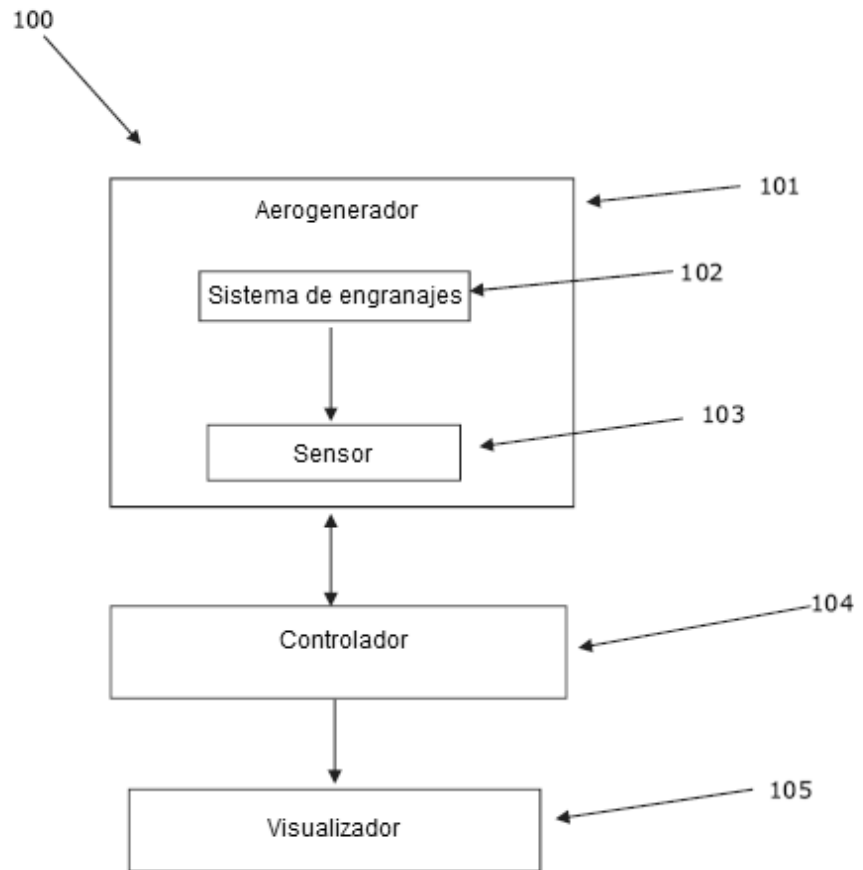 100
101
Aerogenerador
102
Sistema de engranajes
103
Sensor
104
Controlador
105
Visualizador